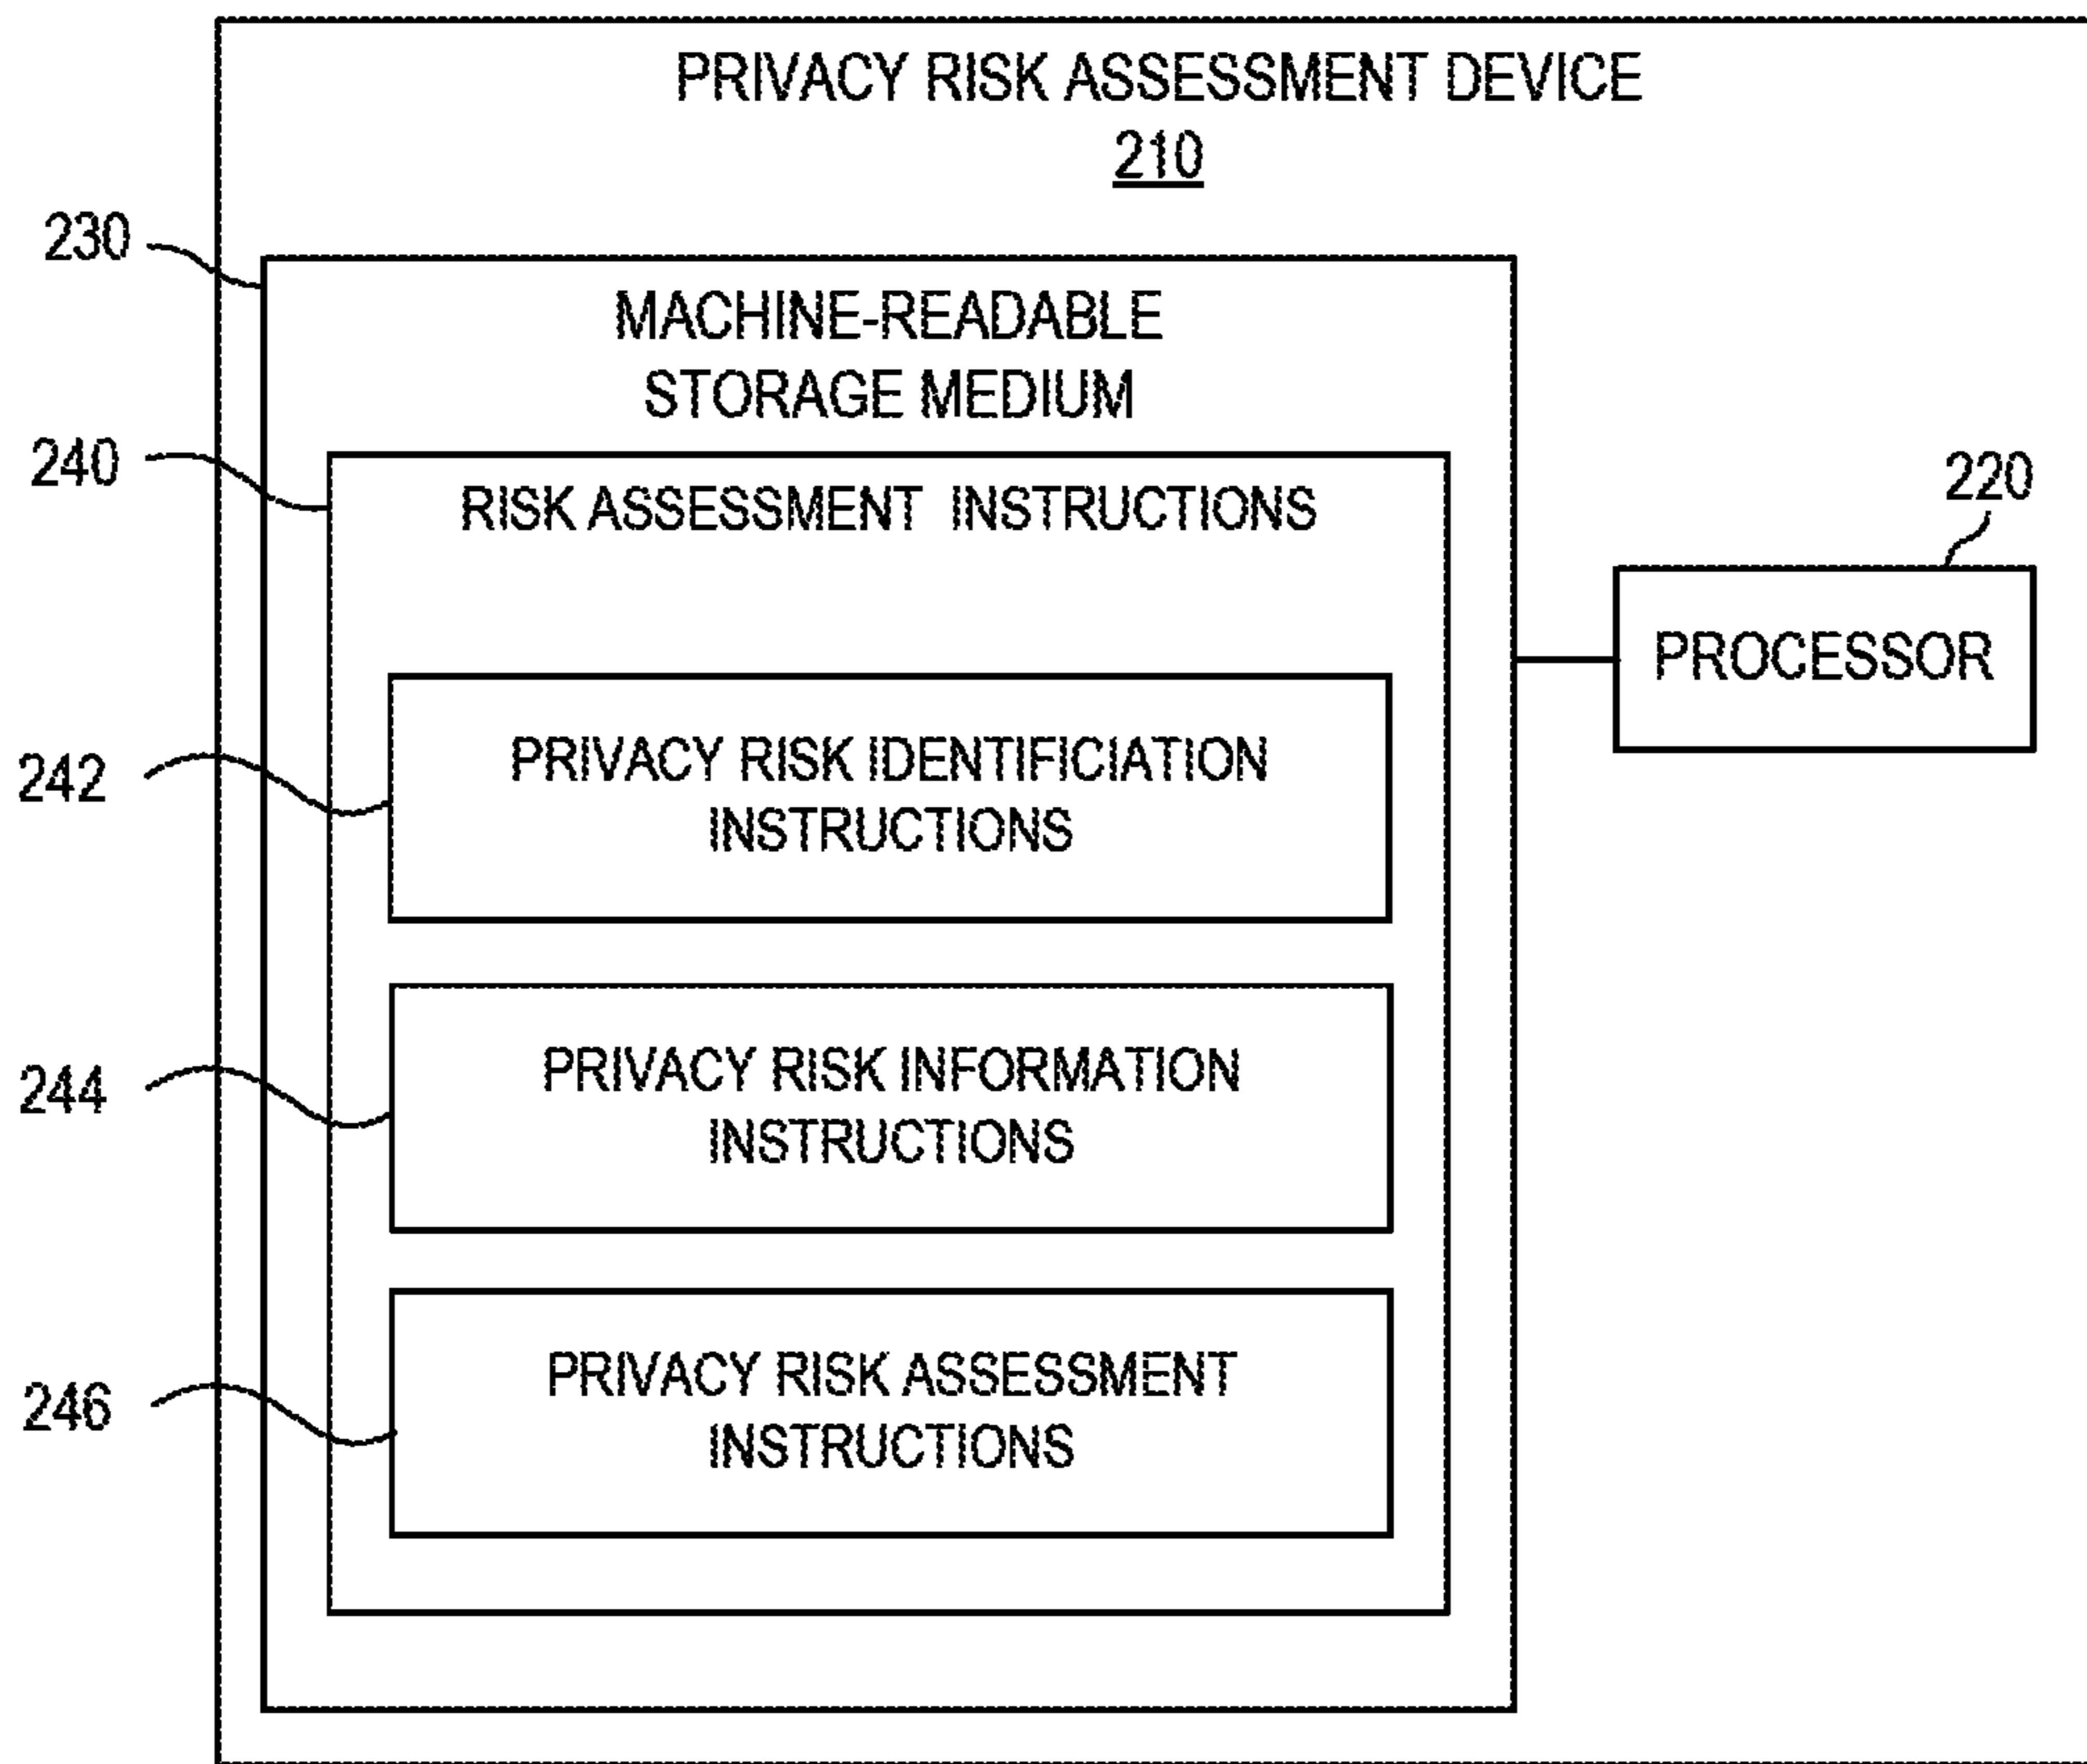 PRIVACY RISK ASSESSMENT DEVICE
210
230
MACHINE-READABLE
STORAGE MEDIUM
240
RISK ASSESSMENT INSTRUCTIONS
220
PROCESSOR
242
PRIVACY RISK IDENTIFICIATION
INSTRUCTIONS
244
PRIVACY RISK INFORMATION
INSTRUCTIONS
246
PRIVACY RISK ASSESSMENT
INSTRUCTIONS